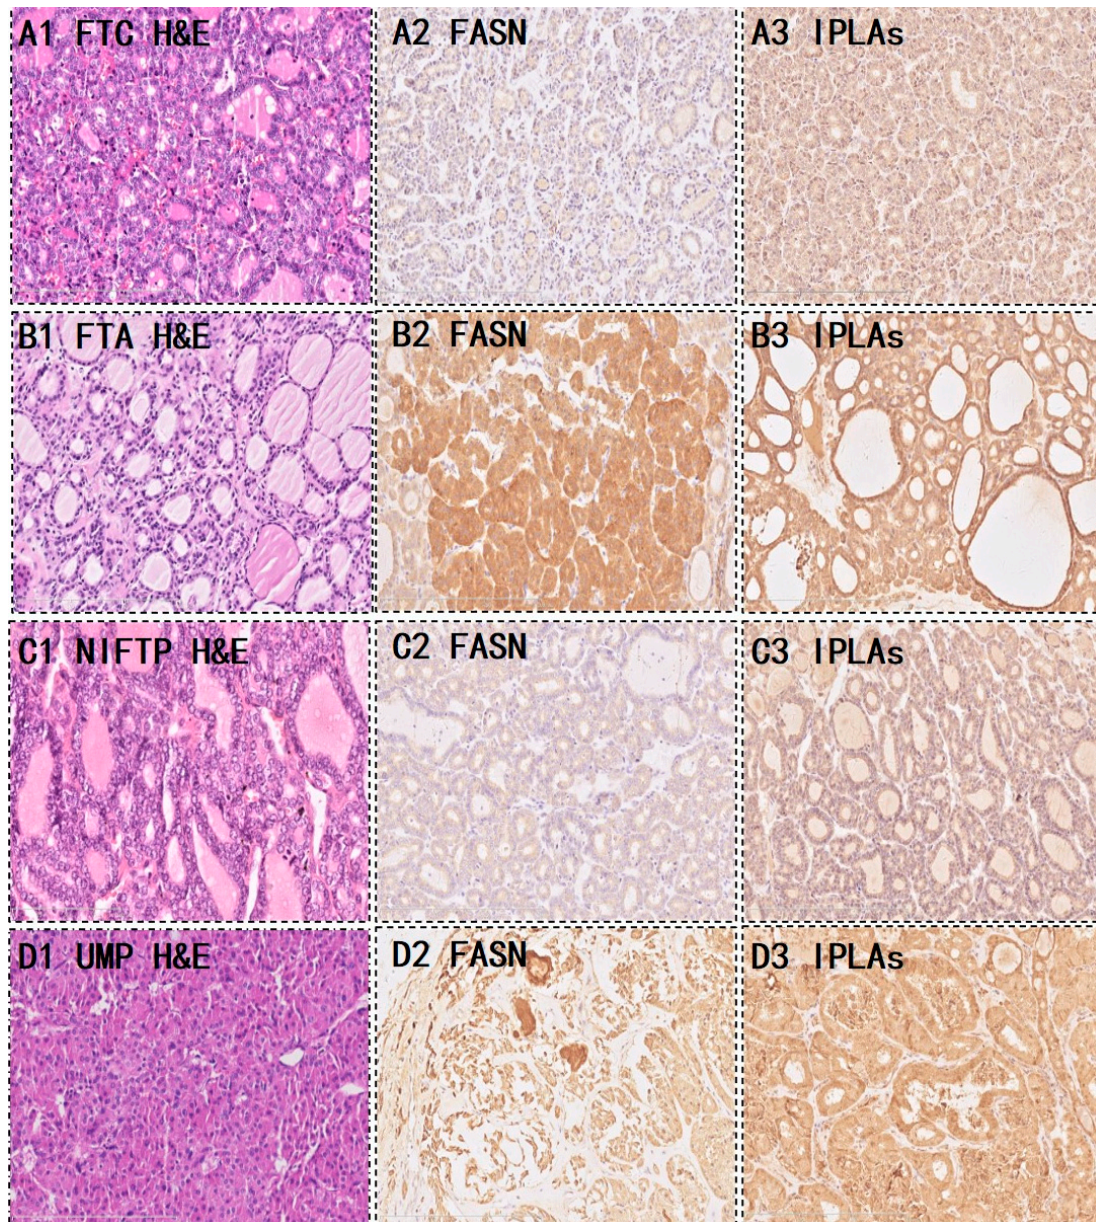 A1 FTC H&E
A2 FASN
A3 IPLAs
B1 FTA H&E
B2 FASN
B3 IPLAs
C1 NIFTP H&E
C2 FASN
C3 IPLAs
D1 UMP H&E
D2 FASN
D3 IPLAs